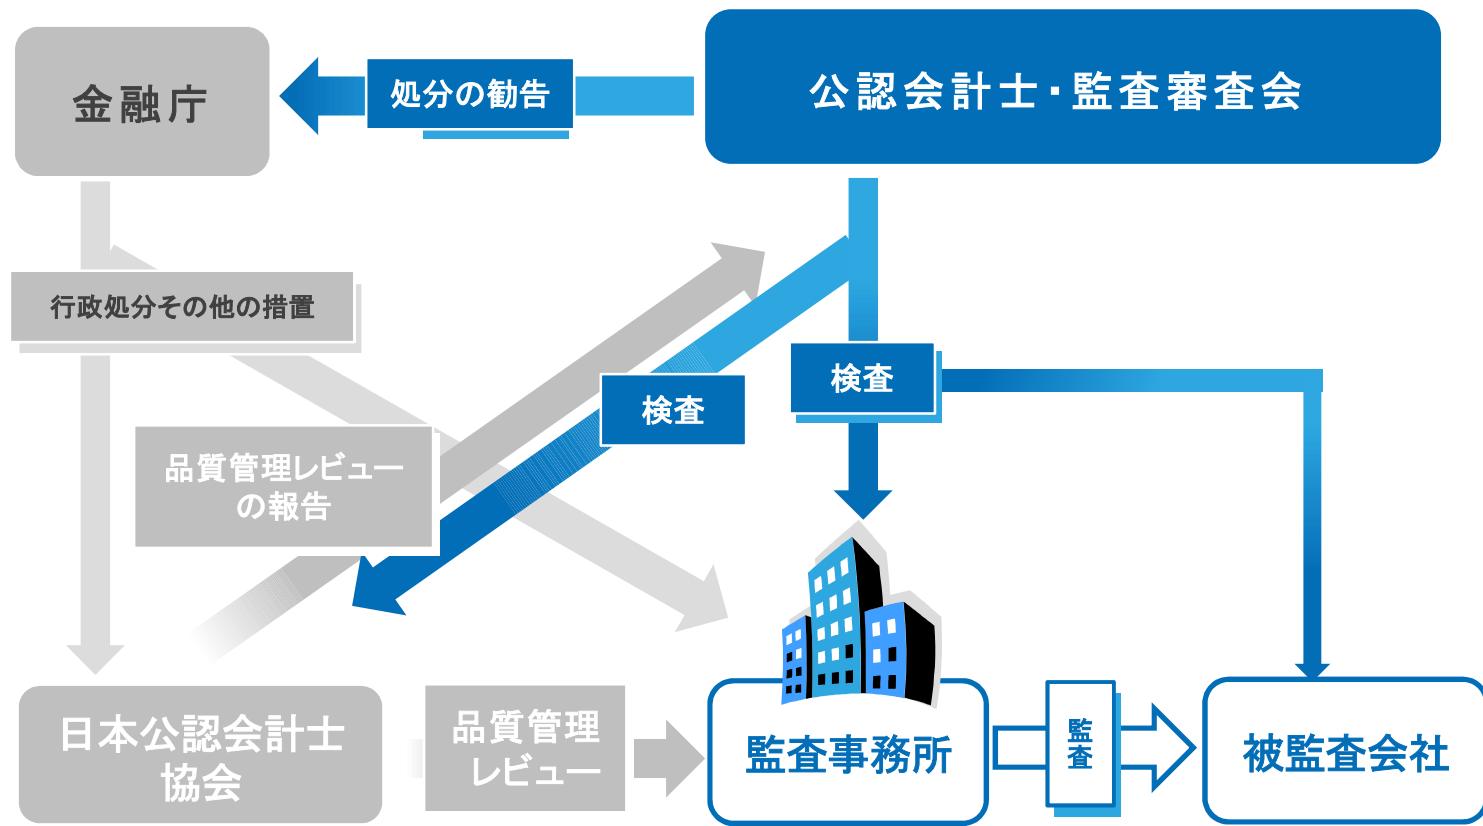 金融庁
処分の勧告
公認会計士・監査審査会
行政処分その他の措置
検査
検査
品質管理レビュー
の報告
日本公認会計士
協会
品質管理
レビュー
監査事務所
監査
被監査会社